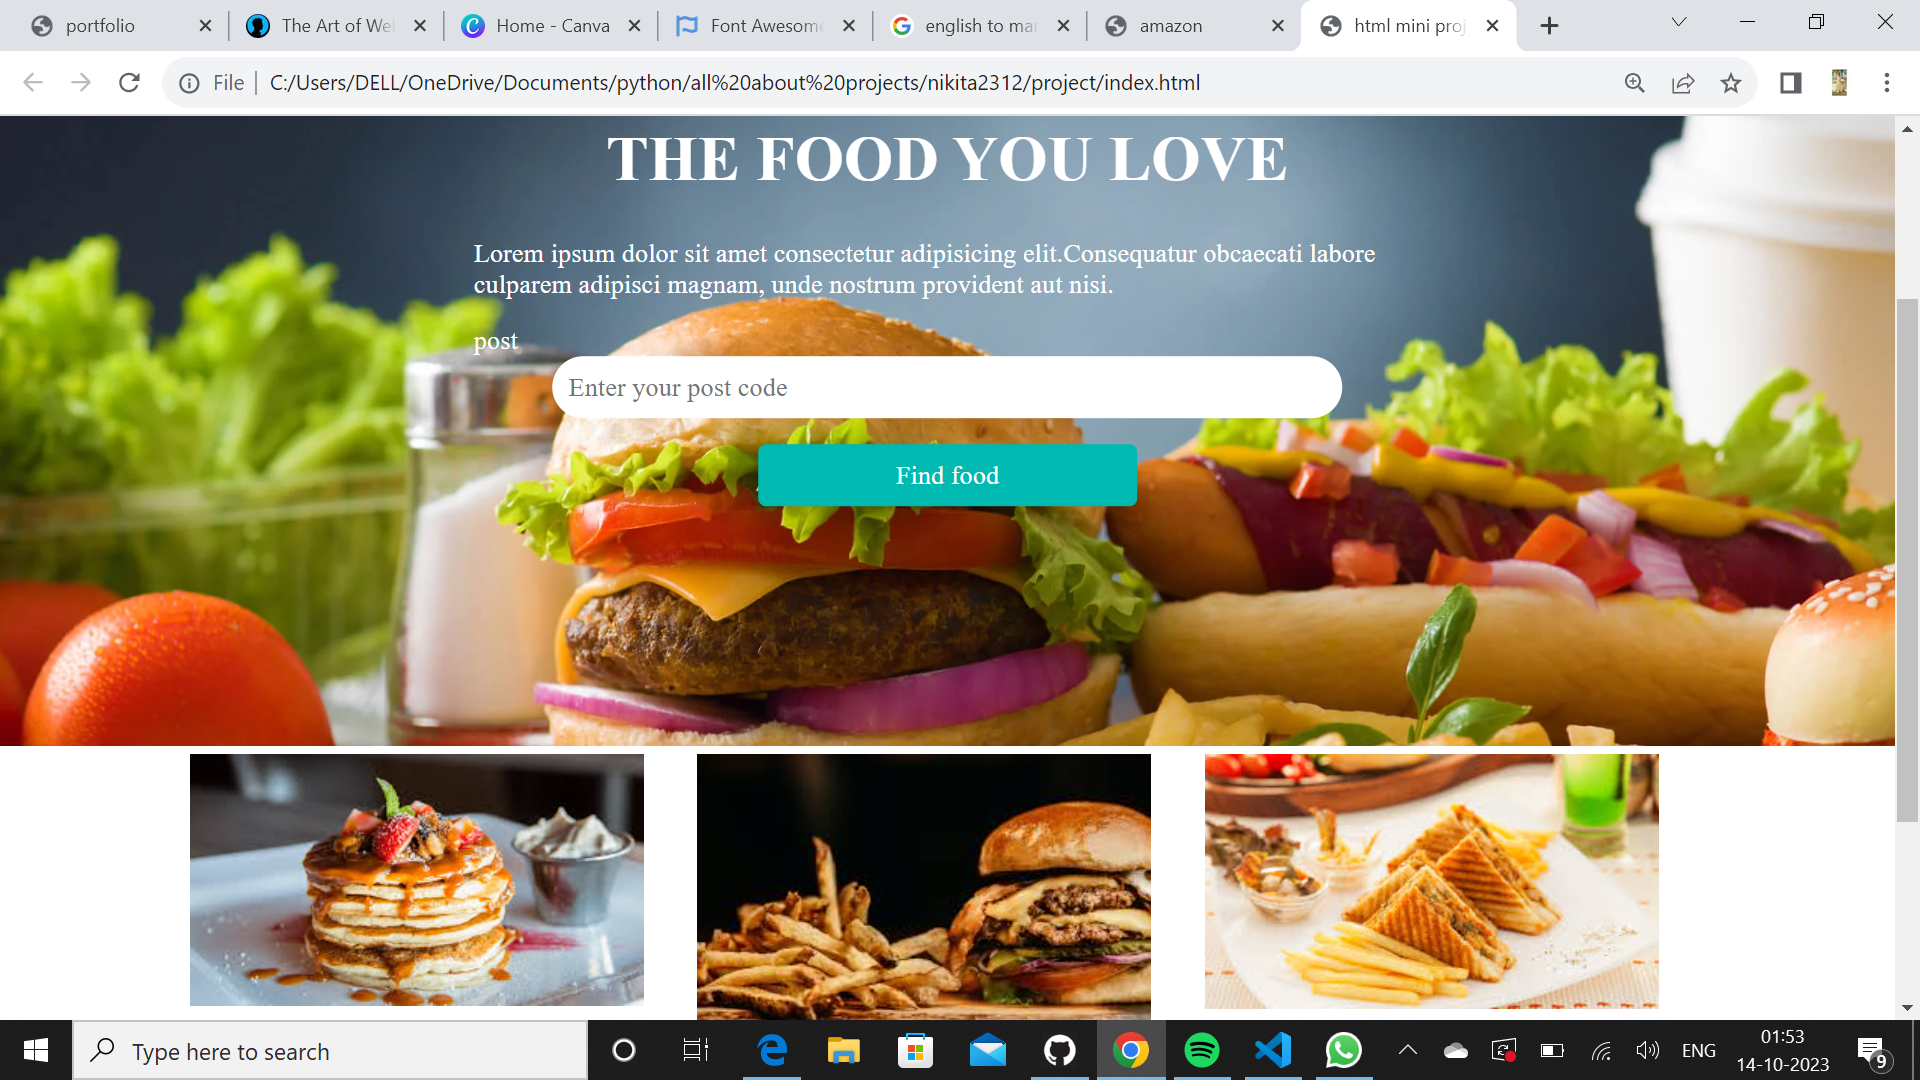 portfolio
The Art of Wel
Home - Canva
Font Awesome
english to mar
amazon
html mini proj
File
C:/Users/DELL/OneDrive/Documents/python/all%20about%20projects/nikita2312/project/index.html
THE FOOD YOU LOVE
Lorem ipsum dolor sit amet consectetur adipisicing elit.Consequatur obcaecati labore
culparem adipisci magnam, unde nostrum provident aut nisi.
post
Enter your post code
Find food
Type here to search
ENG
01:53
14-10-2023
9